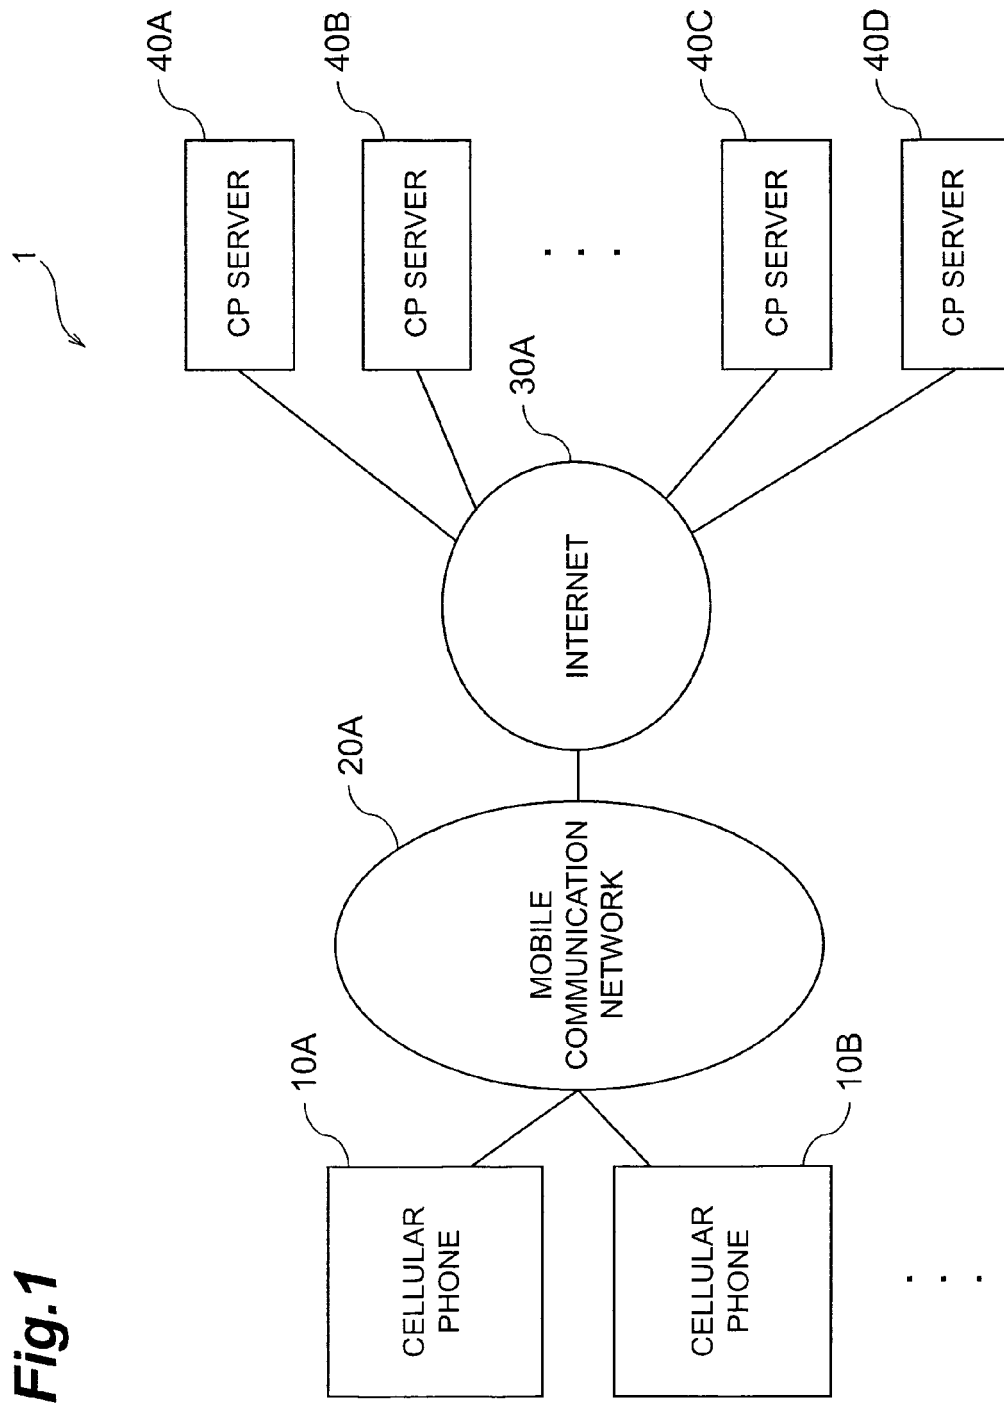 Fig.1
1
CELLULAR
PHONE
10A
CELLULAR
PHONE
10B
MOBILE
COMMUNICATION
NETWORK
20A
INTERNET
30A
CP SERVER
40A
CP SERVER
40B
CP SERVER
40C
CP SERVER
40D